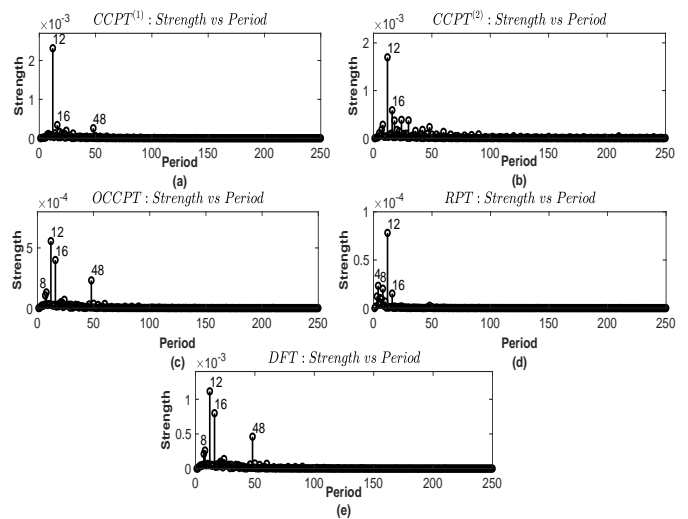 CCPT(1) : Strength vs Period
×10-3
12
16
48
2
1
0
Strength
0 50 100 150 200 250
Period
(a)
CCPT(2) : Strength vs Period
×10-3
12
16
2
1
0
Strength
0 50 100 150 200 250
Period
(b)
OCCPT : Strength vs Period
×10-4
12
16
48
8
5
0
Strength
0 50 100 150 200 250
Period
(c)
RPT : Strength vs Period
×10-4
12
4
8
16
1
0.5
0
Strength
0 50 100 150 200 250
Period
(d)
DFT : Strength vs Period
×10-3
12
16
48
8
1
0.5
0
Strength
0 50 100 150 200 250
Period
(e)